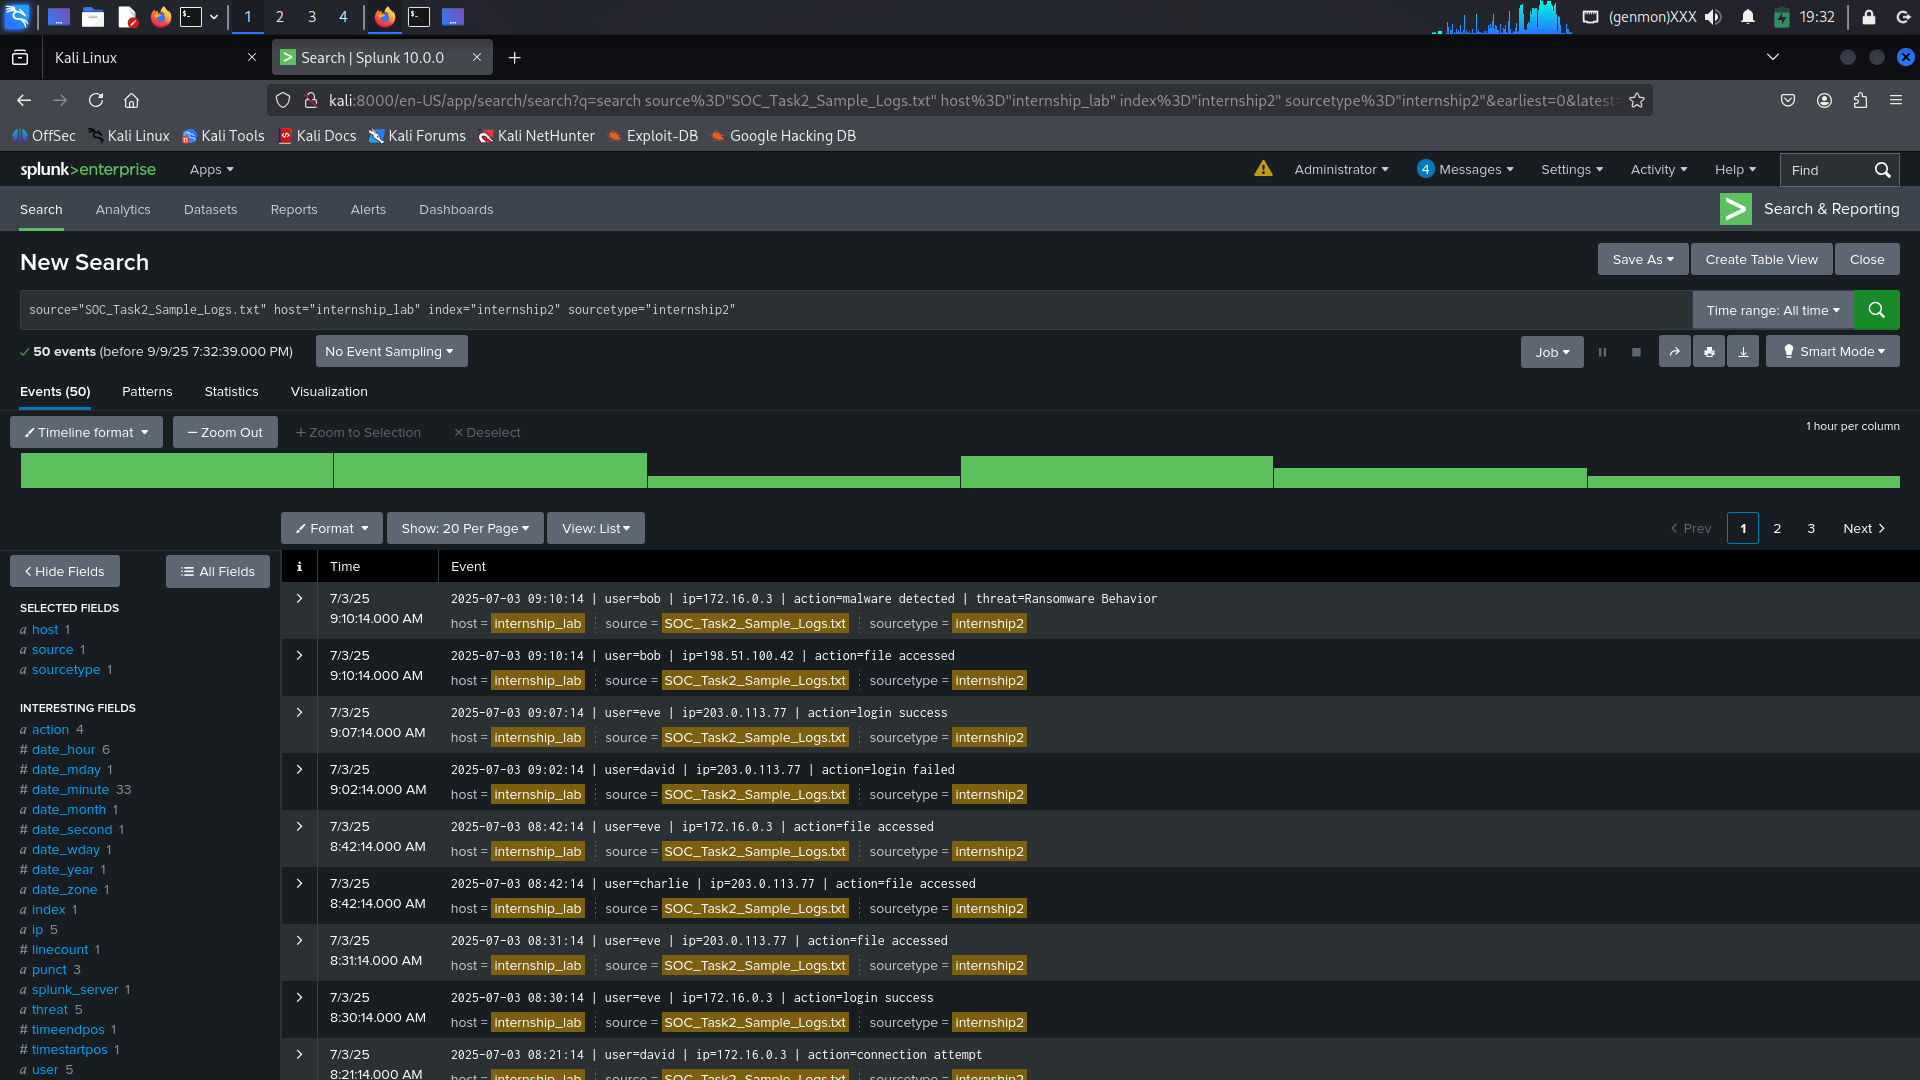 1 2 3 4 (genmon)XXX 19:32
Kali Linux Search | Splunk 10.0.0
kali:8000/en-US/app/search/search?q=search source%3D"SOC_Task2_Sample_Logs.txt" host%3D"internship_lab" index%3D"internship2" sourcetype%3D"internship2"&earliest=0&latest=
OffSec Kali Linux Kali Tools Kali Docs Kali Forums Kali NetHunter Exploit-DB Google Hacking DB
splunk>enterprise Apps Administrator 4 Messages Settings Activity Help Find
Search Analytics Datasets Reports Alerts Dashboards Search & Reporting
New Search Save As Create Table View Close
source="SOC_Task2_Sample_Logs.txt" host="internship_lab" index="internship2" sourcetype="internship2" Time range: All time
50 events (before 9/9/25 7:32:39.000 PM) No Event Sampling Job Smart Mode
Events (50) Patterns Statistics Visualization
Timeline format Zoom Out Zoom to Selection Deselect 1 hour per column
Format Show: 20 Per Page View: List Prev 1 2 3 Next
Hide Fields All Fields
SELECTED FIELDS
a host 1
a source 1
a sourcetype 1
INTERESTING FIELDS
a action 4
# date_hour 6
# date_mday 1
# date_minute 33
a date_month 1
# date_second 1
a date_wday 1
# date_year 1
a date_zone 1
a index 1
a ip 5
# linecount 1
a punct 3
a splunk_server 1
a threat 5
# timeendpos 1
# timestartpos 1
a user 5
i Time Event
7/3/25 2025-07-03 09:10:14 | user=bob | ip=172.16.0.3 | action=malware detected | threat=Ransomware Behavior
9:10:14.000 AM host = internship_lab source = SOC_Task2_Sample_Logs.txt sourcetype = internship2
7/3/25 2025-07-03 09:10:14 | user=bob | ip=198.51.100.42 | action=file accessed
9:10:14.000 AM host = internship_lab source = SOC_Task2_Sample_Logs.txt sourcetype = internship2
7/3/25 2025-07-03 09:07:14 | user=eve | ip=203.0.113.77 | action=login success
9:07:14.000 AM host = internship_lab source = SOC_Task2_Sample_Logs.txt sourcetype = internship2
7/3/25 2025-07-03 09:02:14 | user=david | ip=203.0.113.77 | action=login failed
9:02:14.000 AM host = internship_lab source = SOC_Task2_Sample_Logs.txt sourcetype = internship2
7/3/25 2025-07-03 08:42:14 | user=eve | ip=172.16.0.3 | action=file accessed
8:42:14.000 AM host = internship_lab source = SOC_Task2_Sample_Logs.txt sourcetype = internship2
7/3/25 2025-07-03 08:42:14 | user=charlie | ip=203.0.113.77 | action=file accessed
8:42:14.000 AM host = internship_lab source = SOC_Task2_Sample_Logs.txt sourcetype = internship2
7/3/25 2025-07-03 08:31:14 | user=eve | ip=203.0.113.77 | action=file accessed
8:31:14.000 AM host = internship_lab source = SOC_Task2_Sample_Logs.txt sourcetype = internship2
7/3/25 2025-07-03 08:30:14 | user=eve | ip=172.16.0.3 | action=login success
8:30:14.000 AM host = internship_lab source = SOC_Task2_Sample_Logs.txt sourcetype = internship2
7/3/25 2025-07-03 08:21:14 | user=david | ip=172.16.0.3 | action=connection attempt
8:21:14.000 AM host = internship_lab source = SOC_Task2_Sample_Logs.txt sourcetype = internship2